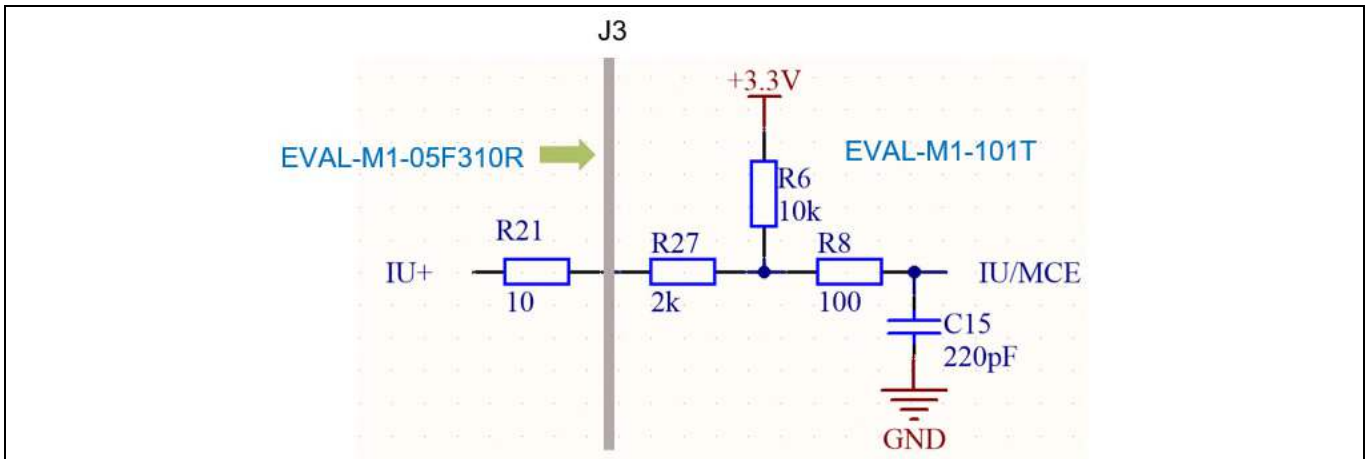 J3
+3.3V
EVAL-M1-05F310R
EVAL-M1-101T
R6
10k
R21
R27
R8
IU+
IU/MCE
10
2k
100
C15
220pF
GND